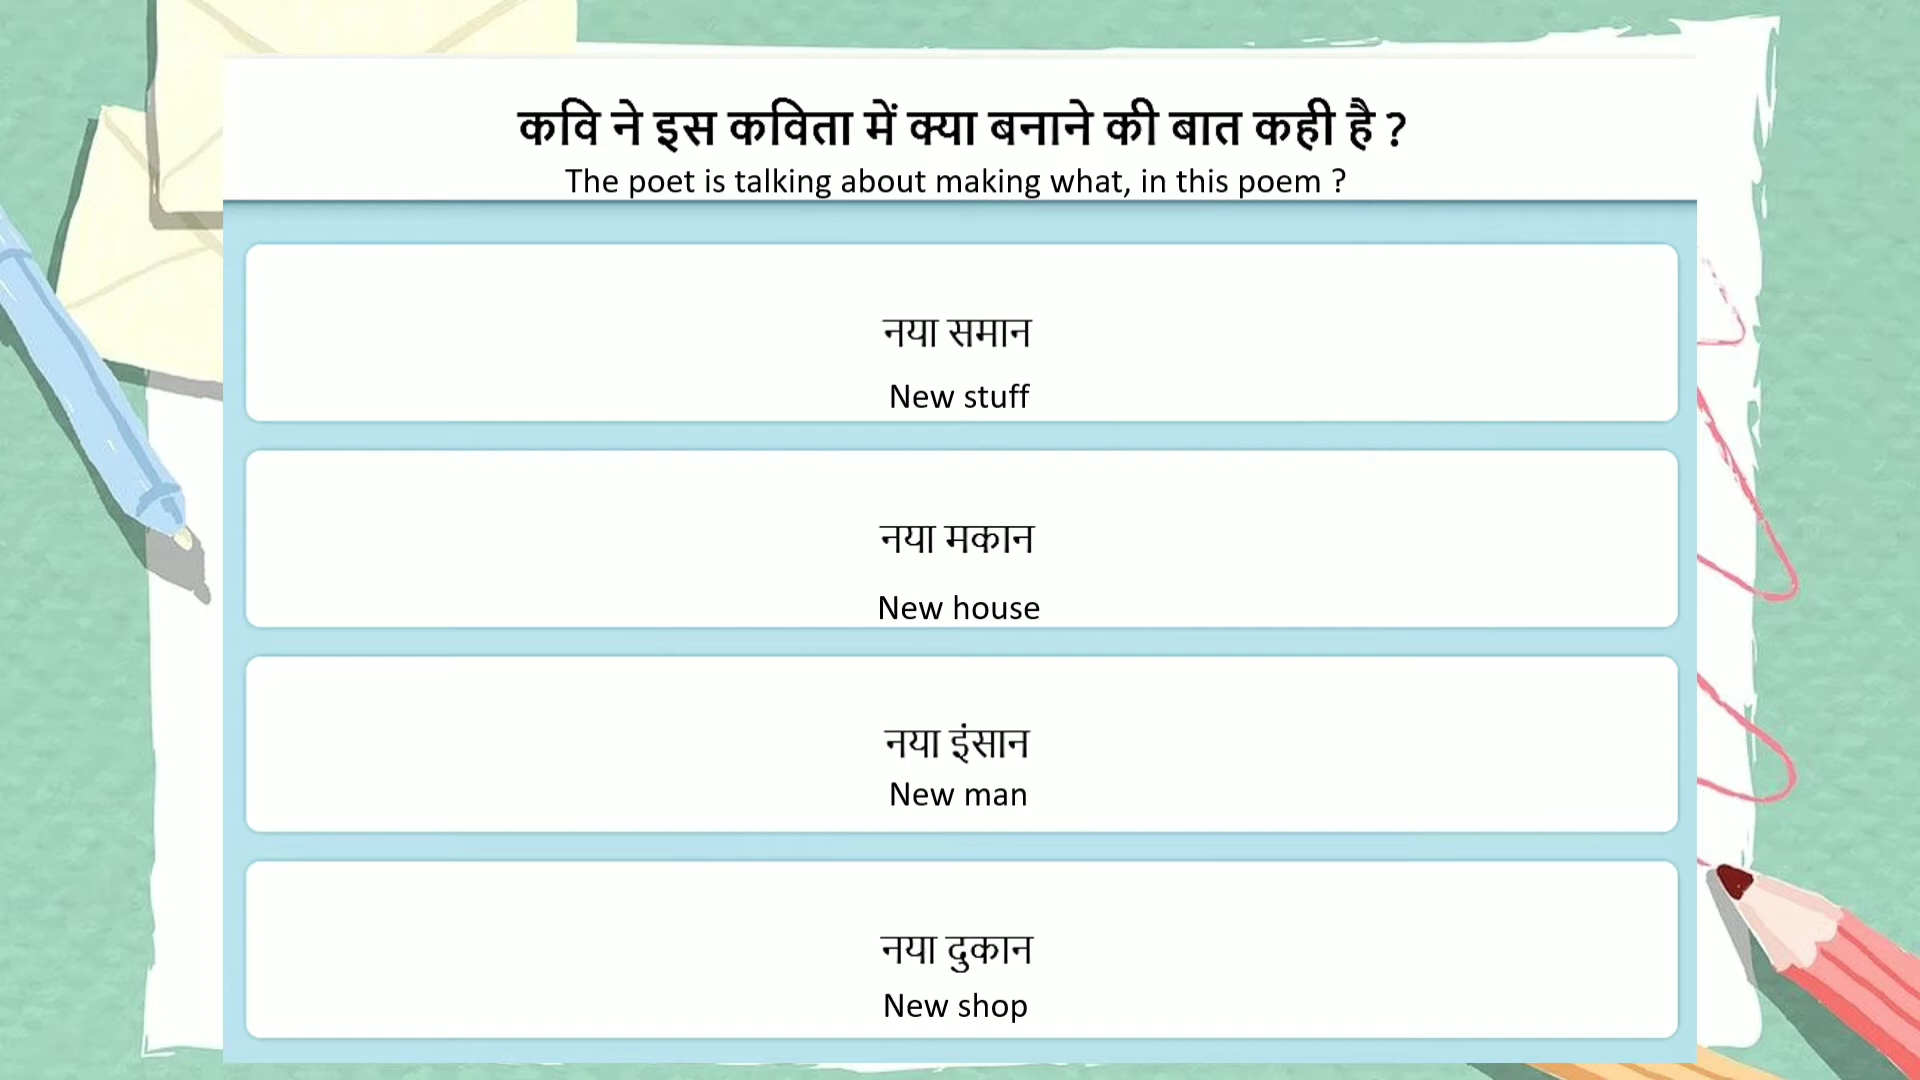 कवि ने इस कविता में क्या बनाने की बात कही है ?
The poet is talking about making what, in this poem ?
नया समान
New stuff
नया मकान
New house
नया इंसान
New man
नया दुकान
New shop